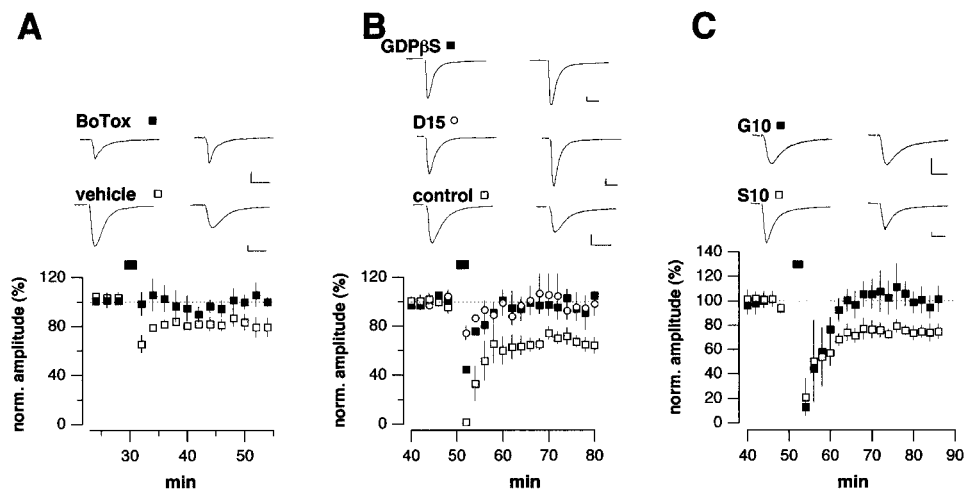 A
BoTox
vehicle
norm. amplitude (%)
120
80
40
0
30 40 50
min
B
GDPβS
D15
control
norm. amplitude (%)
120
80
40
0
40 50 60 70 80
min
C
G10
S10
norm. amplitude (%)
140
120
100
80
60
40
20
0
40 50 60 70 80 90
min